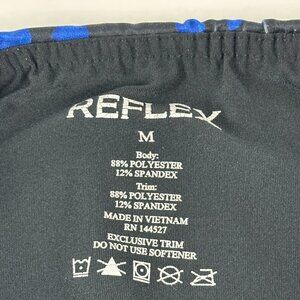 REFLEX
M
Body:
88% POLYESTER
12% SPANDEX
Trim:
88% POLYESTER
12% SPANDEX
MADE IN VIETNAM
RN 144527
EXCLUSIVE TRIM
DO NOT USE SOFTENER